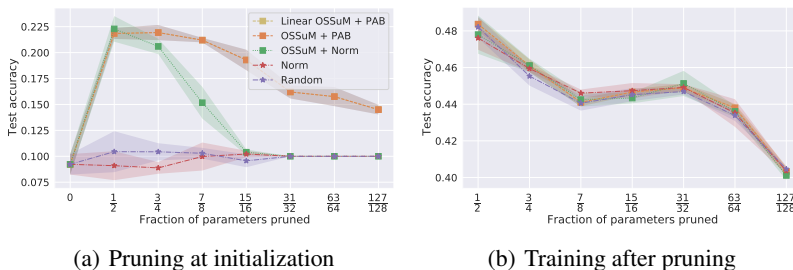 Linear OSSuM + PAB
OSSuM + PAB
OSSuM + Norm
Norm
Random
0.225
0.200
0.175
0.150
0.125
0.100
0.075
Test accuracy
0 1/2 3/4 7/8 15/16 31/32 63/64 127/128
Fraction of parameters pruned
(a) Pruning at initialization
0.48
0.46
0.44
0.42
0.40
Test accuracy
1/2 3/4 7/8 15/16 31/32 63/64 127/128
Fraction of parameters pruned
(b) Training after pruning